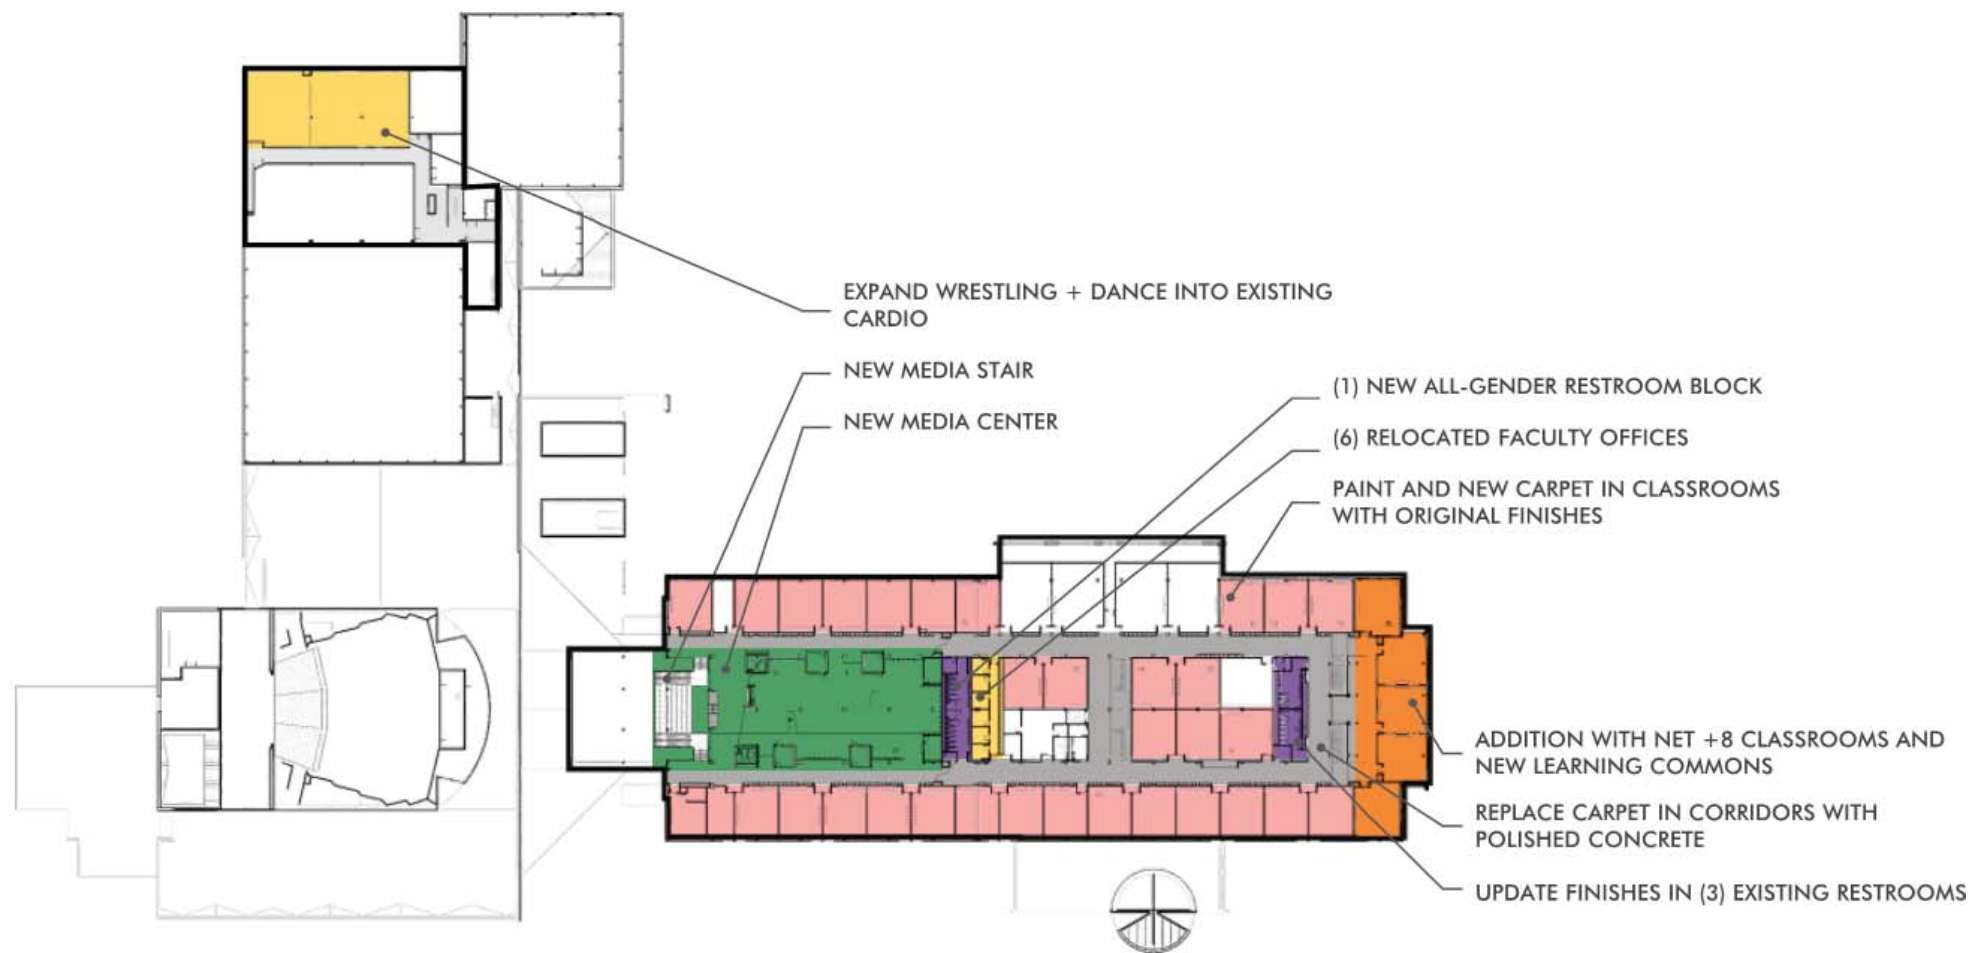 EXPAND WRESTLING + DANCE INTO EXISTING
CARDIO
NEW MEDIA STAIR
NEW MEDIA CENTER
(1) NEW ALL-GENDER RESTROOM BLOCK
(6) RELOCATED FACULTY OFFICES
PAINT AND NEW CARPET IN CLASSROOMS
WITH ORIGINAL FINISHES
ADDITION WITH NET +8 CLASSROOMS AND
NEW LEARNING COMMONS
REPLACE CARPET IN CORRIDORS WITH
POLISHED CONCRETE
UPDATE FINISHES IN (3) EXISTING RESTROOMS